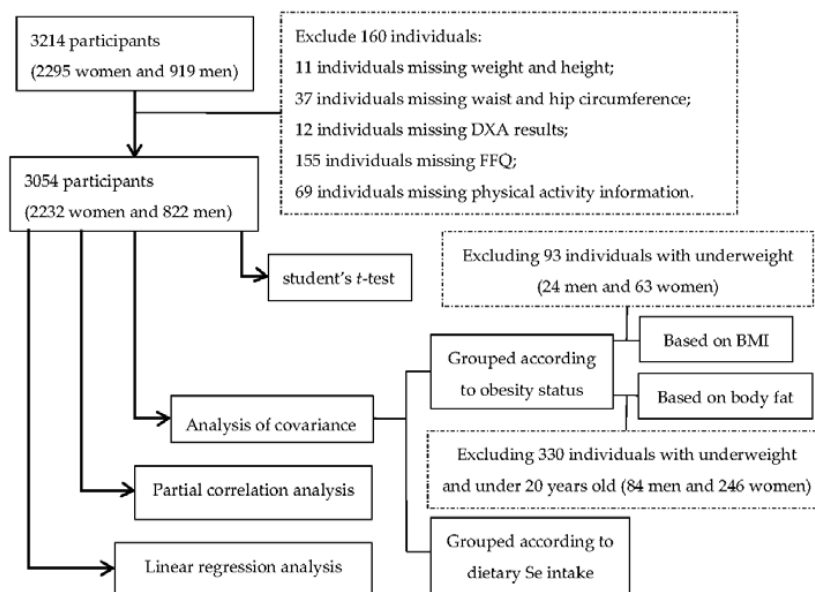 3214 participants
(2295 women and 919 men)
Exclude 160 individuals:
11 individuals missing weight and height;
37 individuals missing waist and hip circumference;
12 individuals missing DXA results;
155 individuals missing FFQ;
69 individuals missing physical activity information.
3054 participants
(2232 women and 822 men)
student's t-test
Excluding 93 individuals with underweight
(24 men and 63 women)
Based on BMI
Grouped according
to obesity status
Based on body fat
Analysis of covariance
Excluding 330 individuals with underweight
and under 20 years old (84 men and 246 women)
Partial correlation analysis
Grouped according to
dietary Se intake
Linear regression analysis